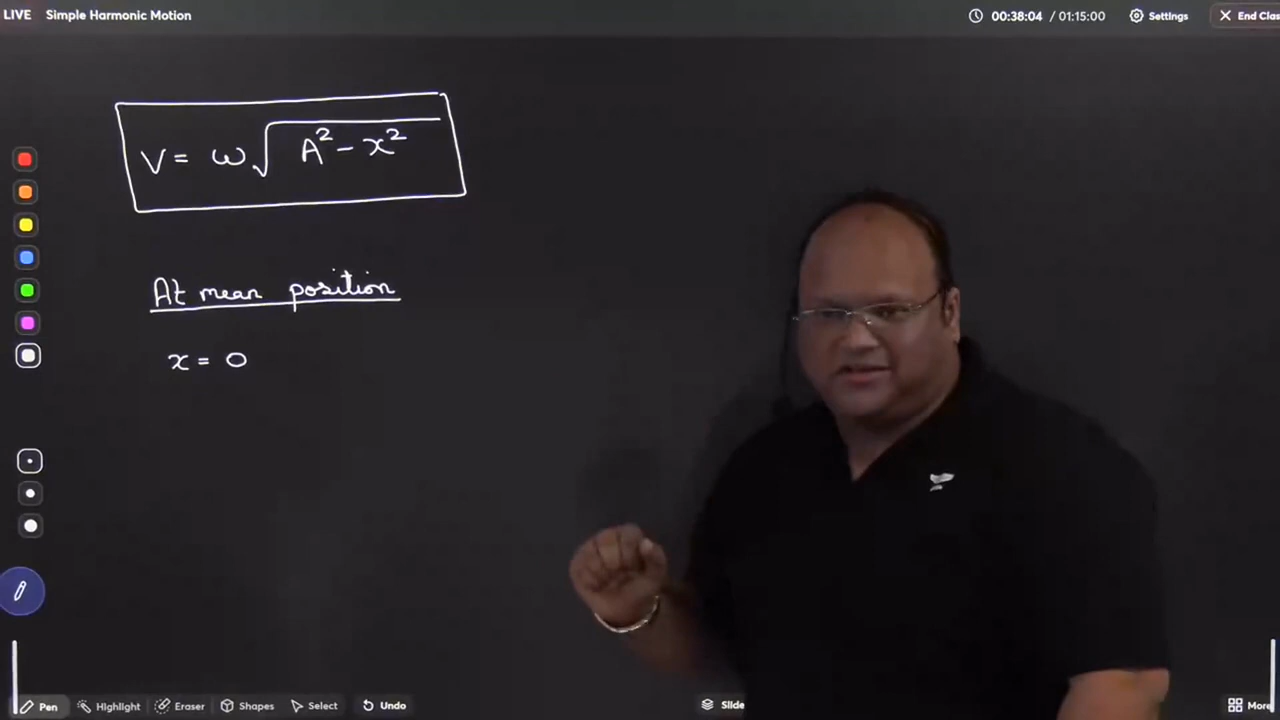 LIVE Simple Harmonic Motion 00:38:04 / 01:15:00 Settings End Clas
V = ω√(A² - x²)
At mean position
x = 0
Pen Highlight Eraser Shapes Select Undo Slide More